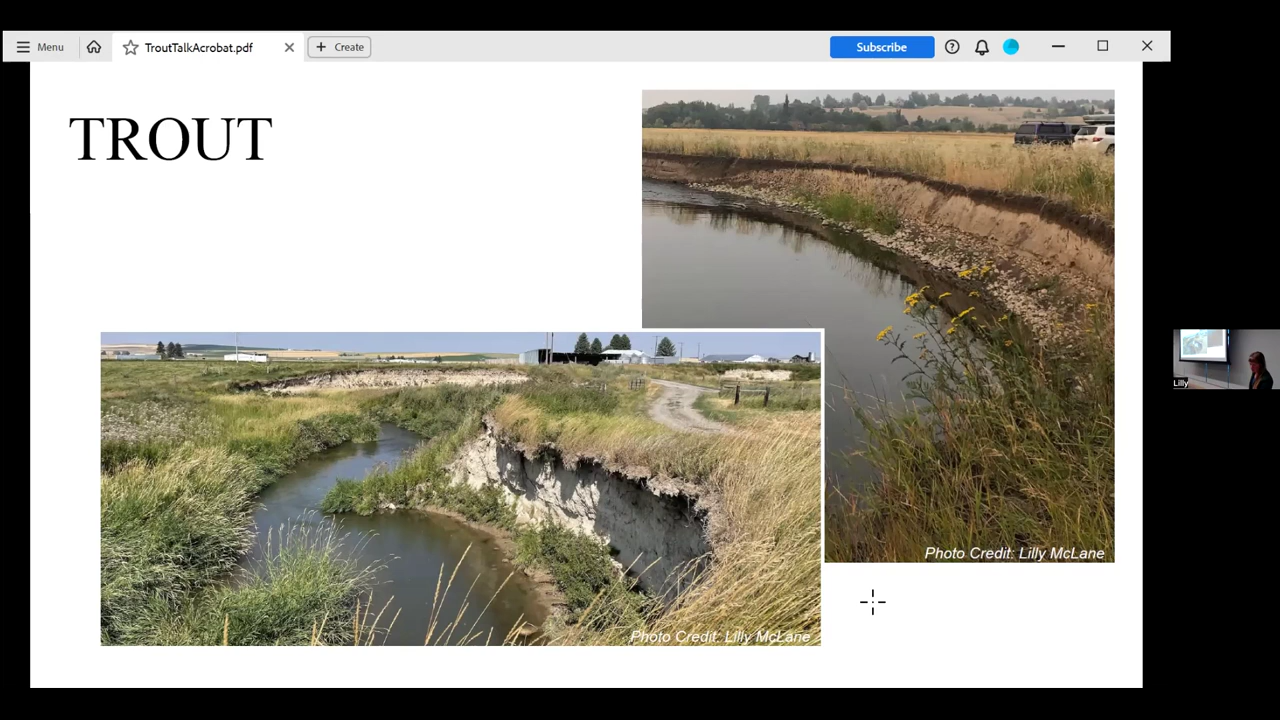 Menu
TroutTalkAcrobat.pdf
Create
Subscribe
TROUT
Photo Credit: Lilly McLane
Photo Credit: Lilly McLane
Lilly